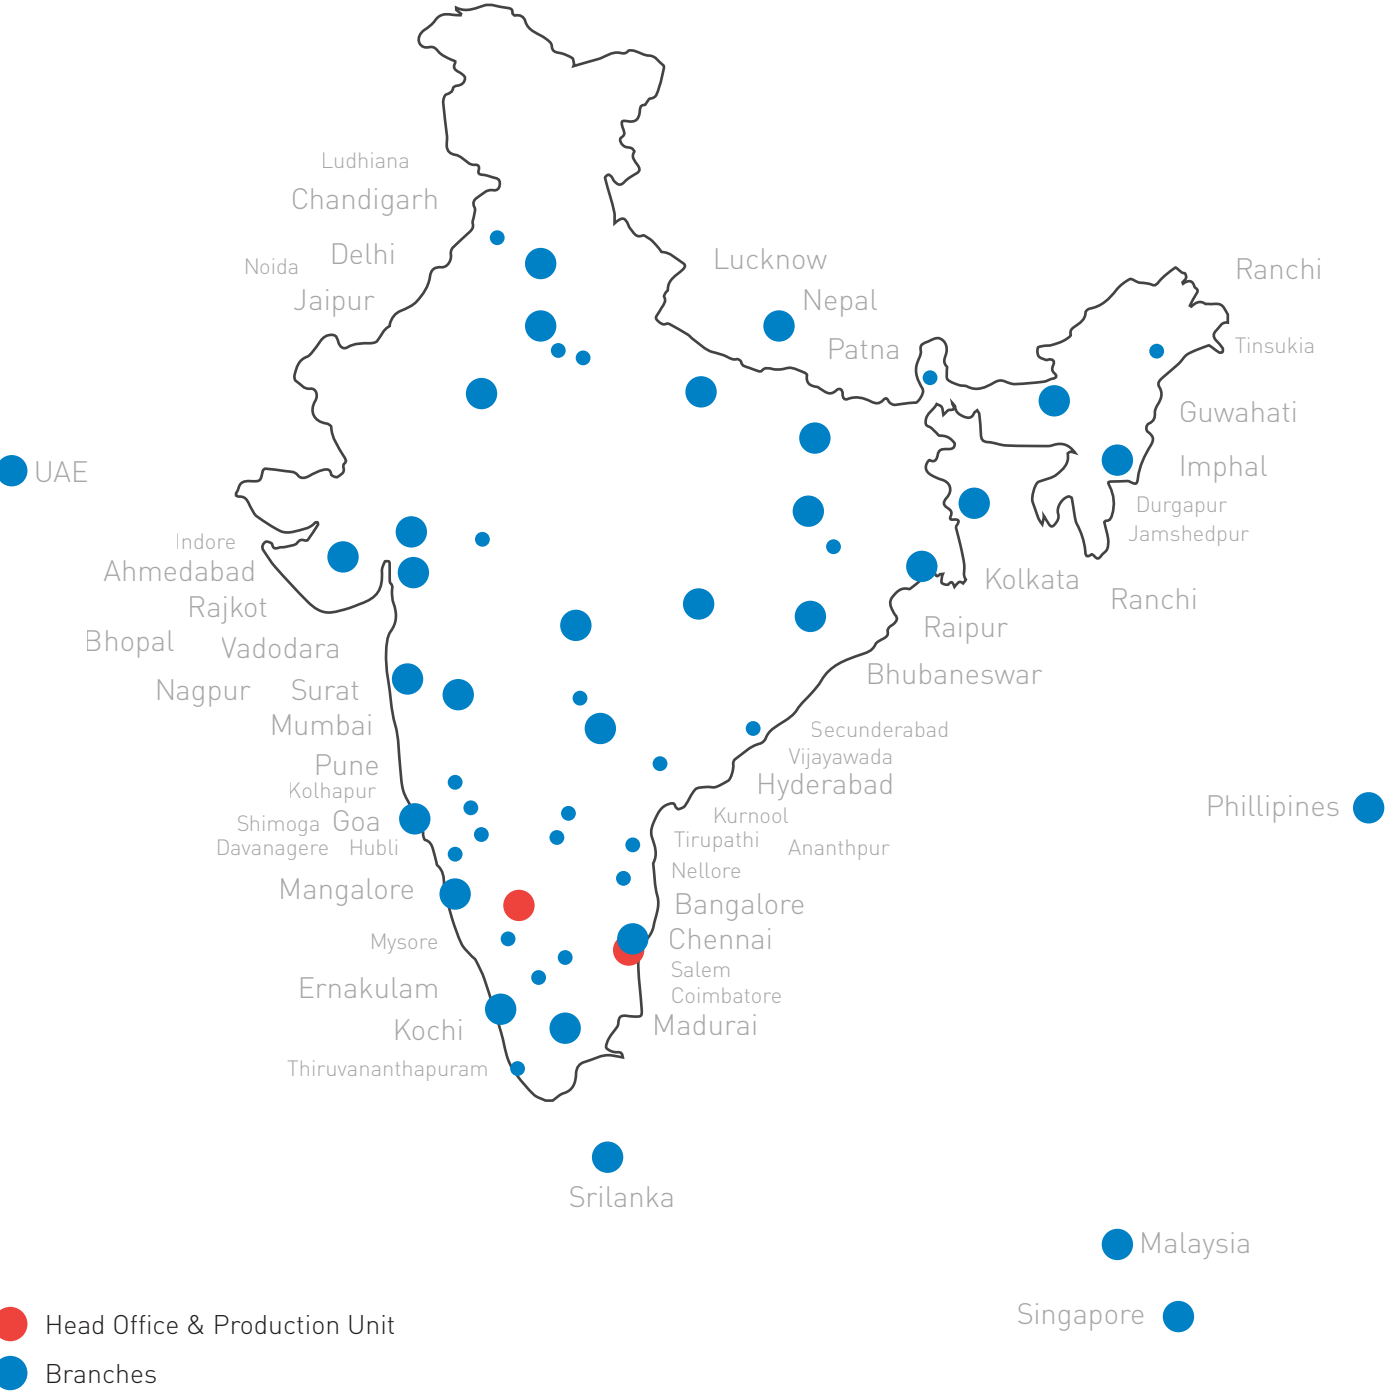 Ludhiana
Chandigarh
Delhi
Noida
Jaipur
Lucknow
Nepal
Patna
Ranchi
Tinsukia
Guwahati
Imphal
Durgapur
Jamshedpur
Kolkata
Ranchi
Raipur
Bhubaneswar
UAE
Indore
Ahmedabad
Rajkot
Bhopal
Vadodara
Nagpur
Surat
Mumbai
Pune
Kolhapur
Shimoga
Goa
Davanagere
Hubli
Mangalore
Mysore
Ernakulam
Kochi
Thiruvananthapuram
Secunderabad
Vijayawada
Hyderabad
Kurnool
Tirupathi
Ananthpur
Nellore
Bangalore
Chennai
Salem
Coimbatore
Madurai
Phillipines
Srilanka
Malaysia
Singapore
Head Office & Production Unit
Branches